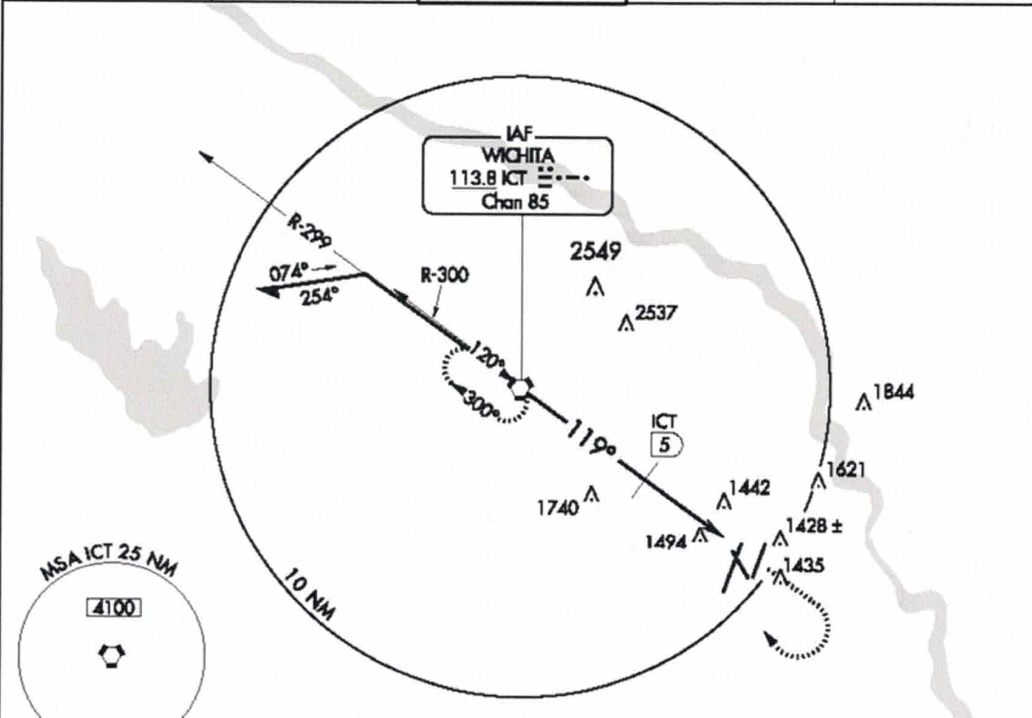 IAF
WICHITA
113.8 ICT
Chan 85
R-299
R-300
074°
254°
2549
2537
120°
300°
119°
ICT
5
1844
1621
1442
1740
1494
1428 ±
1435
10 NM
MSA ICT 25 NM
4100